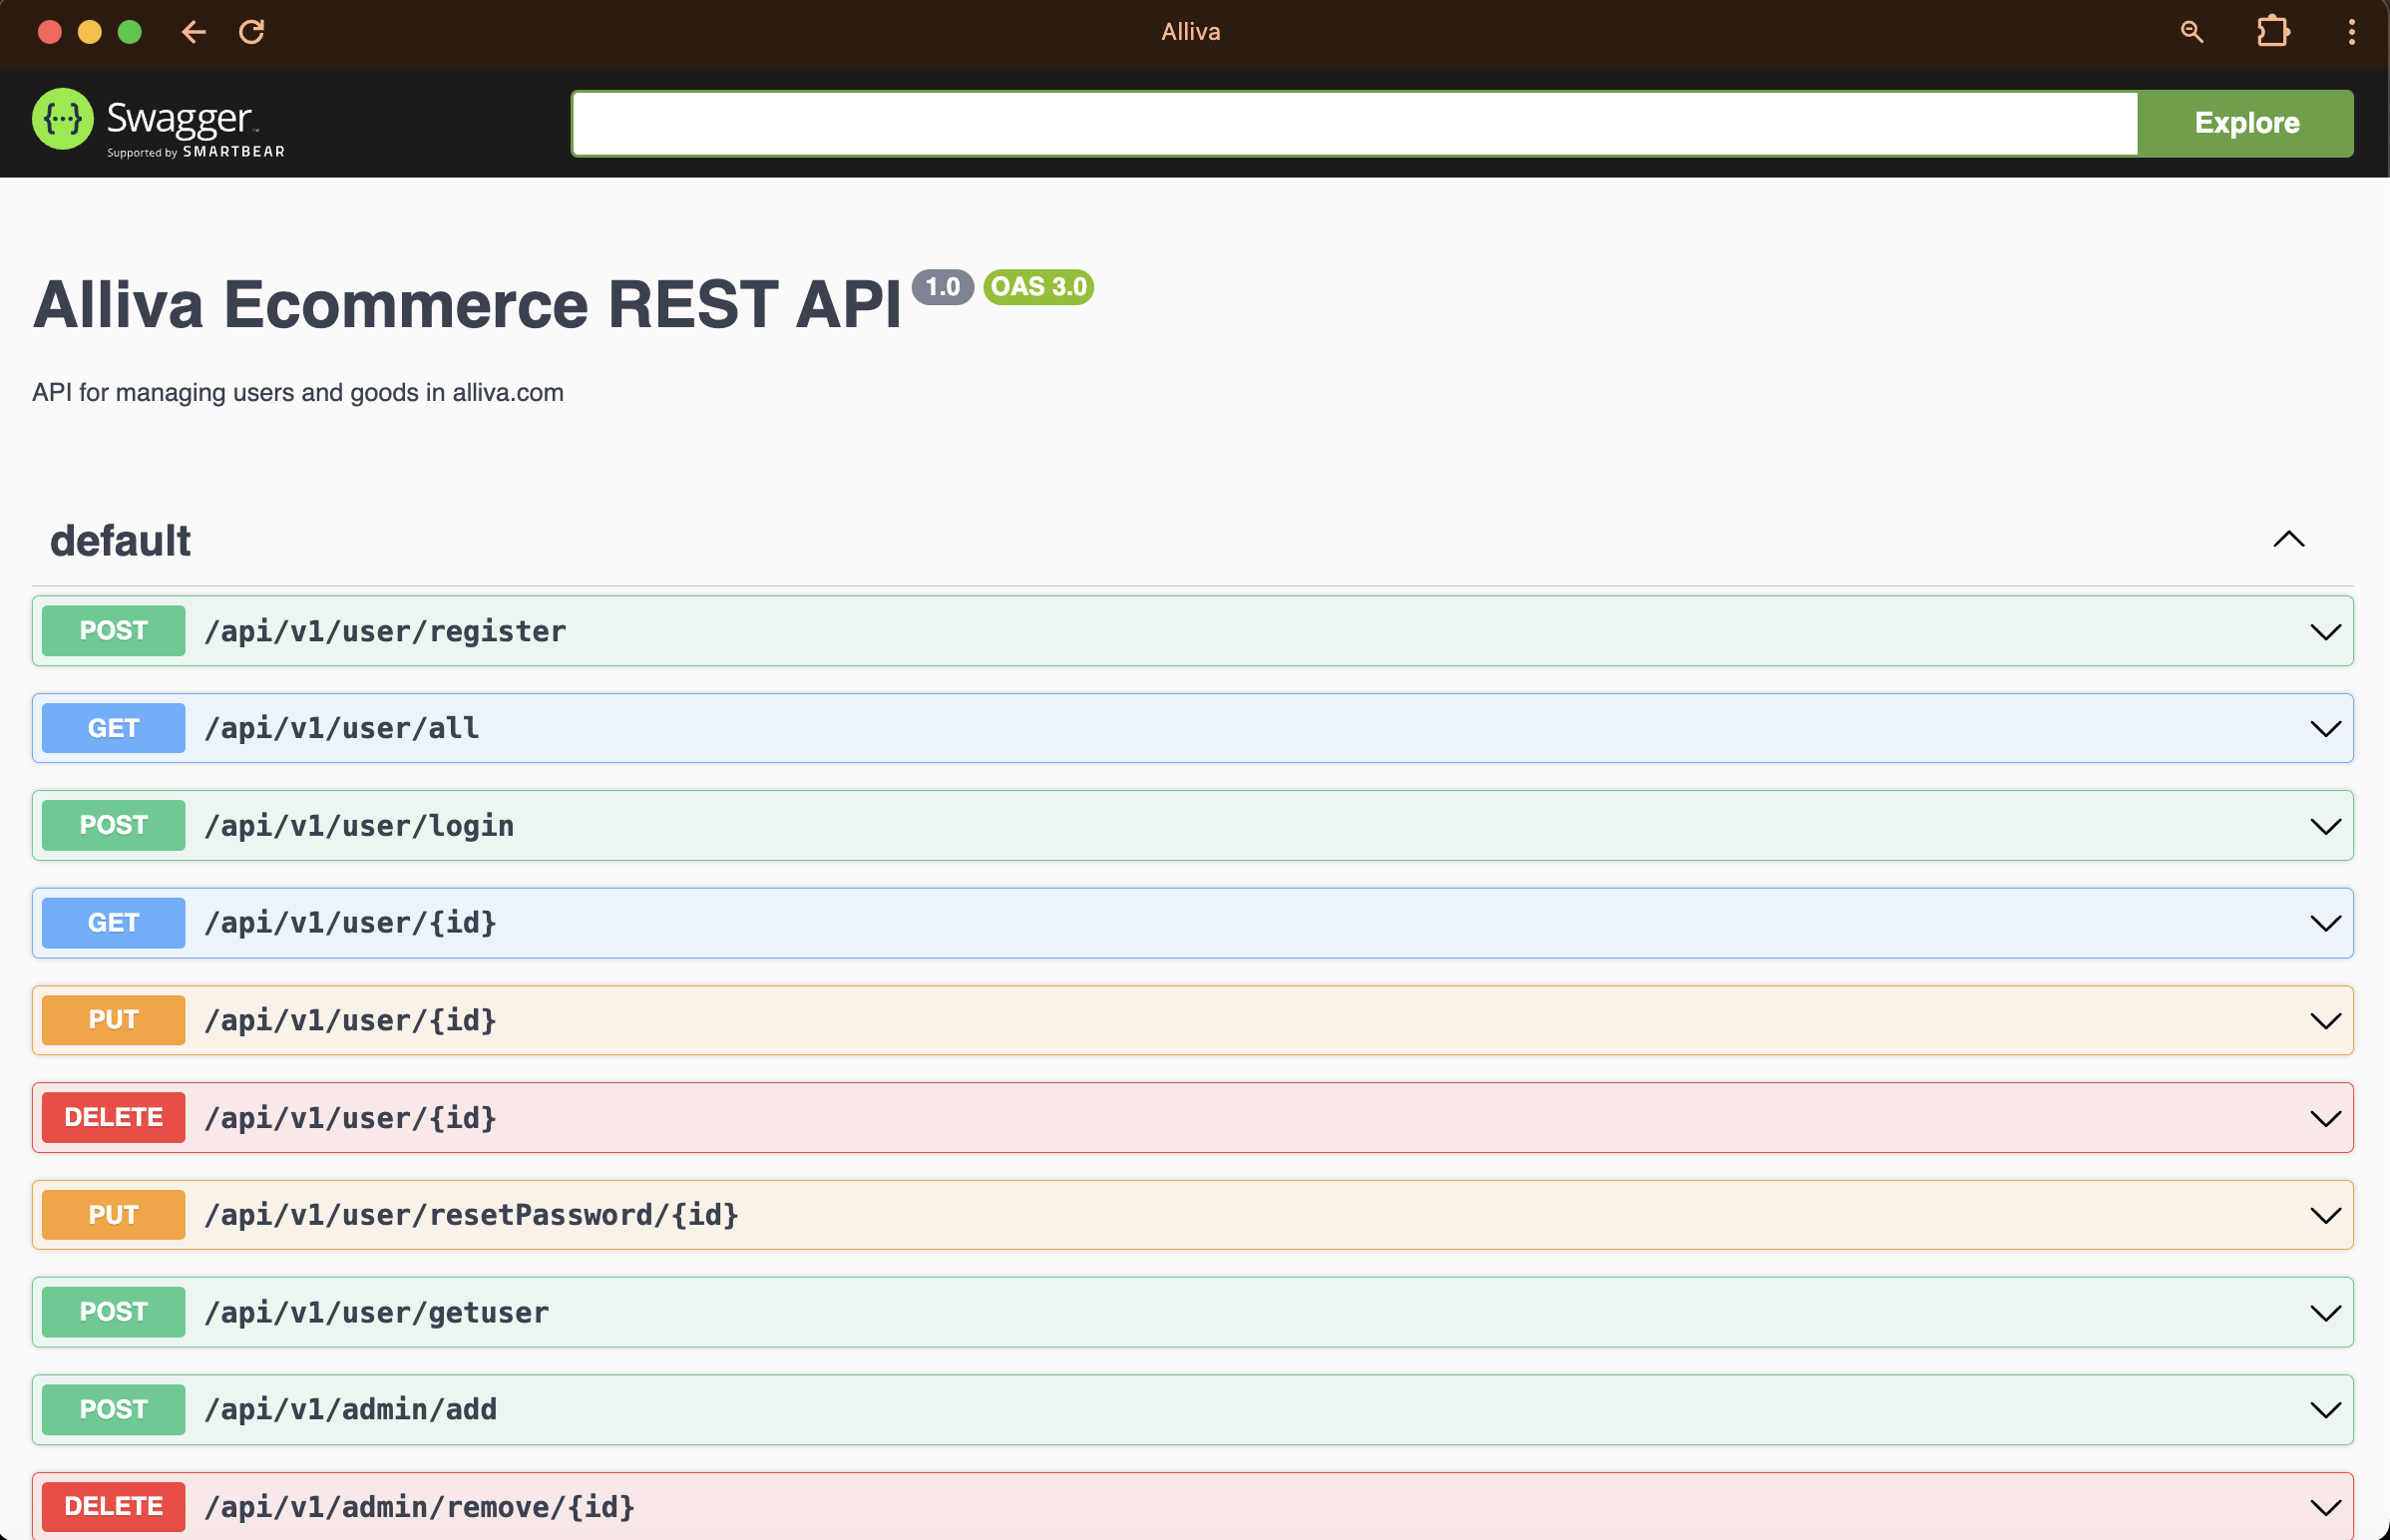 Alliva
Swagger
Supported by SMARTBEAR
Explore
Alliva Ecommerce REST API 1.0 OAS 3.0
API for managing users and goods in alliva.com
default
POST /api/v1/user/register
GET /api/v1/user/all
POST /api/v1/user/login
GET /api/v1/user/{id}
PUT /api/v1/user/{id}
DELETE /api/v1/user/{id}
PUT /api/v1/user/resetPassword/{id}
POST /api/v1/user/getuser
POST /api/v1/admin/add
DELETE /api/v1/admin/remove/{id}